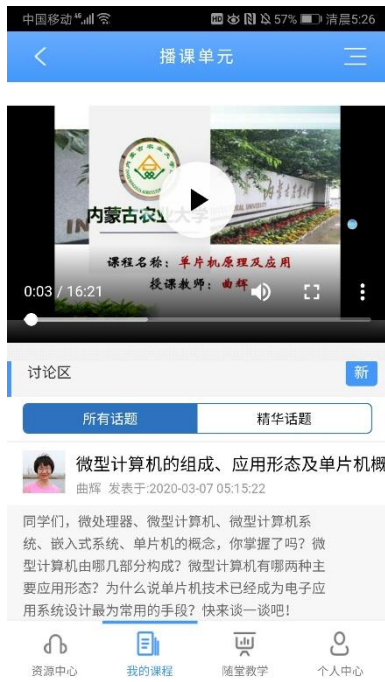 中国移动 4G HD 57% 清晨5:26
播课单元
内蒙古农业大学
课程名称：单片机原理及应用
授课教师：曲辉
0:03 / 16:21
讨论区
新
所有话题 精华话题
微型计算机的组成、应用形态及单片机概
曲辉 发表于:2020-03-07 05:15:22
同学们，微处理器、微型计算机、微型计算机系
统、嵌入式系统、单片机的概念，你掌握了吗？微
型计算机由哪几部分构成？微型计算机有哪两种主
要应用形态？为什么说单片机技术已经成为电子应
用系统设计最为常用的手段？快来谈一谈吧！
资源中心 我的课程 随堂教学 个人中心